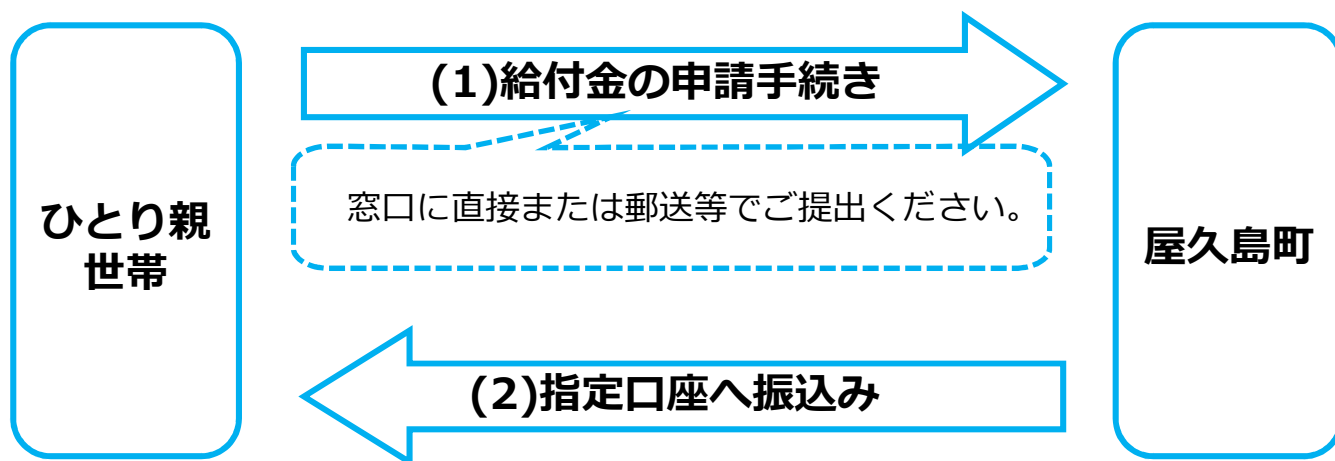 (1)給付金の申請手続き
窓口に直接または郵送等でご提出ください。
ひとり親
世帯
屋久島町
(2)指定口座へ振込み